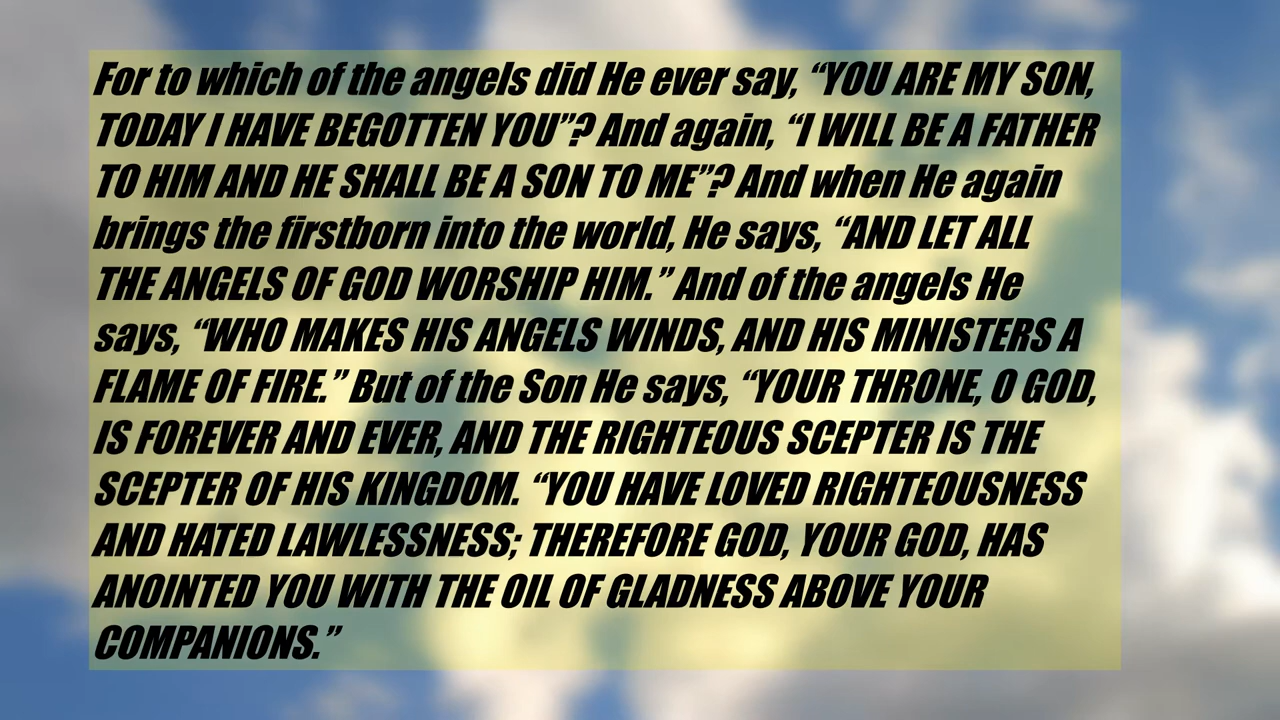 For to which of the angels did He ever say, “YOU ARE MY SON,
TODAY I HAVE BEGOTTEN YOU”? And again, “I WILL BE A FATHER
TO HIM AND HE SHALL BE A SON TO ME”? And when He again
brings the firstborn into the world, He says, “AND LET ALL
THE ANGELS OF GOD WORSHIP HIM.” And of the angels He
says, “WHO MAKES HIS ANGELS WINDS, AND HIS MINISTERS A
FLAME OF FIRE.” But of the Son He says, “YOUR THRONE, O GOD,
IS FOREVER AND EVER, AND THE RIGHTEOUS SCEPTER IS THE
SCEPTER OF HIS KINGDOM. “YOU HAVE LOVED RIGHTEOUSNESS
AND HATED LAWLESSNESS; THEREFORE GOD, YOUR GOD, HAS
ANOINTED YOU WITH THE OIL OF GLADNESS ABOVE YOUR
COMPANIONS.”